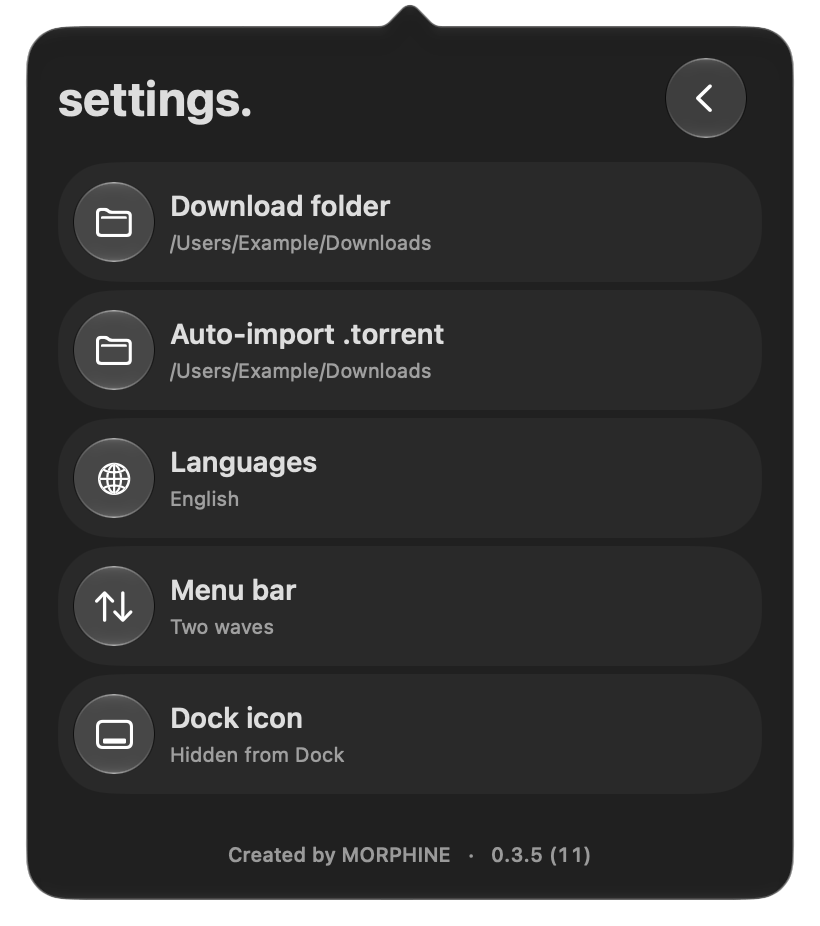 settings.
Download folder
/Users/Example/Downloads
Auto-import .torrent
/Users/Example/Downloads
Languages
English
Menu bar
Two waves
Dock icon
Hidden from Dock
Created by MORPHINE · 0.3.5 (11)